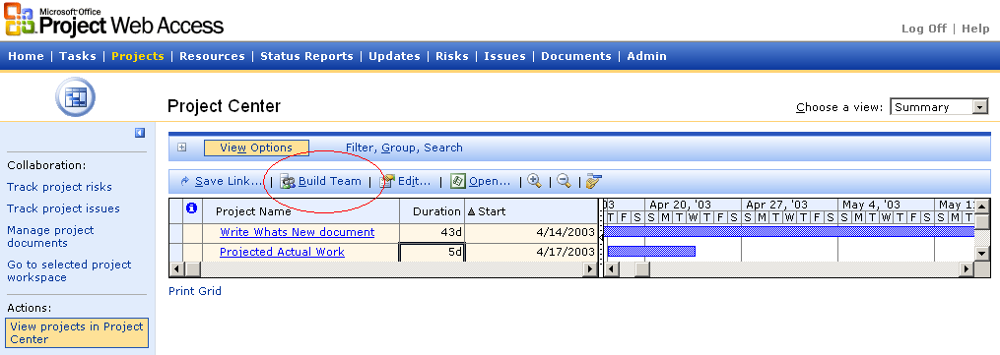 Microsoft Office
Project Web Access
Log Off | Help
Home | Tasks | Projects | Resources | Status Reports | Updates | Risks | Issues | Documents | Admin
Project Center
Choose a view: Summary
View Options Filter, Group, Search
Save Link... | Build Team | Edit... | Open... |
Collaboration:
Track project risks
Track project issues
Manage project
documents
Go to selected project
workspace
Actions:
View projects in Project
Center
Project Name Duration Start
03 Apr 20, '03 Apr 27, '03 May 4, '03 May 11
T F S S M T W T F S S M T W T F S S M T W T F S S M T
Write Whats New document 43d 4/14/2003
Projected Actual Work 5d 4/17/2003
Print Grid